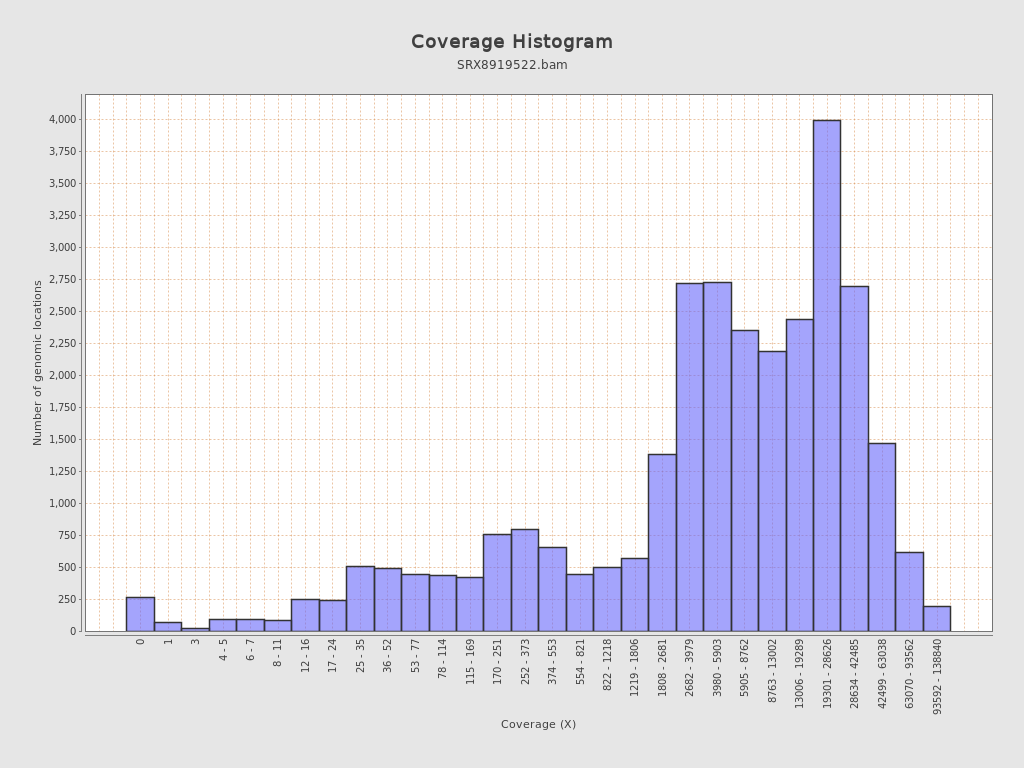 Coverage Histogram
SRX8919522.bam
Number of genomic locations
4,000
3,750
3,500
3,250
3,000
2,750
2,500
2,250
2,000
1,750
1,500
1,250
1,000
750
500
250
0
0
1
3
4 - 5
6 - 7
8 - 11
12 - 16
17 - 24
25 - 35
36 - 52
53 - 77
78 - 114
115 - 169
170 - 251
252 - 373
374 - 553
554 - 821
822 - 1218
1219 - 1806
1808 - 2681
2682 - 3979
3980 - 5903
5905 - 8762
8763 - 13002
13006 - 19289
19301 - 28626
28634 - 42485
42499 - 63038
63070 - 93562
93592 - 138840
Coverage (X)